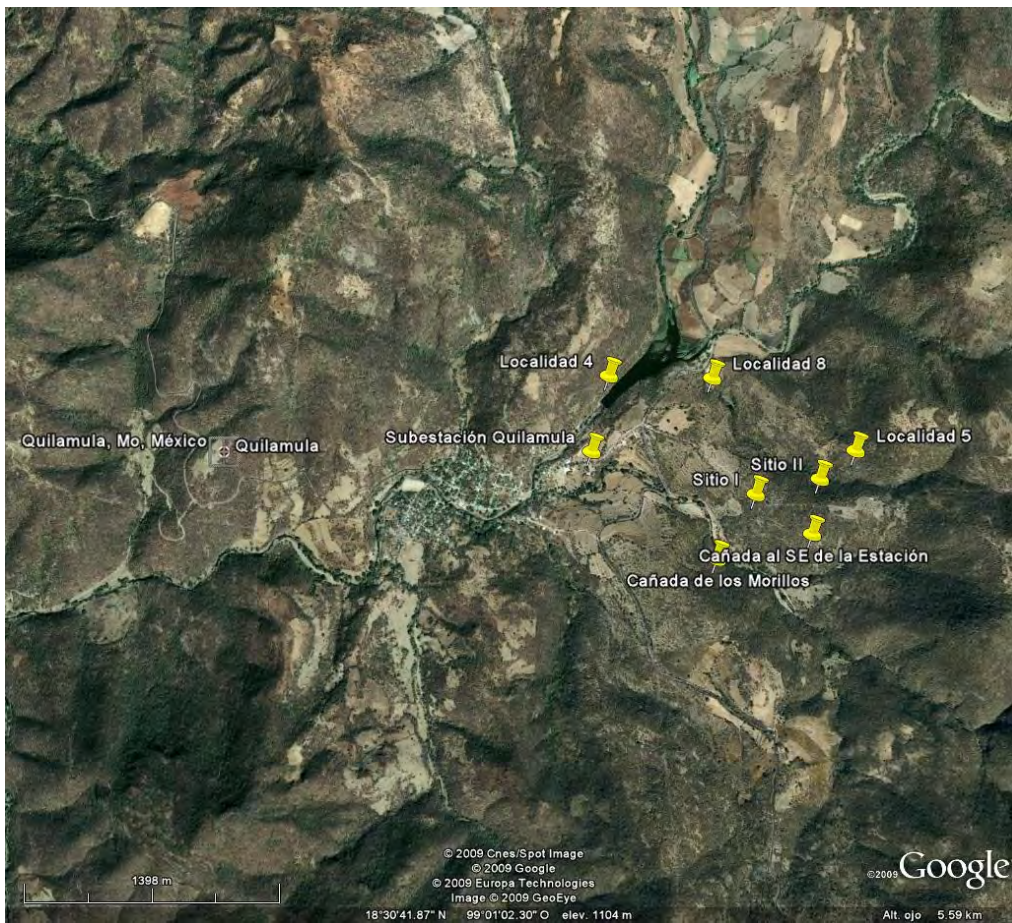 Localidad 4
Localidad 8
Quilamula, Mo, México
Quilamula
Subestación Quilamula
Localidad 5
Sitio II
Sitio I
Cañada al SE de la Estación
Cañada de los Morillos
© 2009 Cnes/Spot Image
© 2009 Google
© 2009 Europa Technologies
Image © 2009 GeoEye
©2009 Google
1398 m
18°30'41.87" N 99°01'02.30" O elev. 1104 m
Alt. ojo 5.59 km